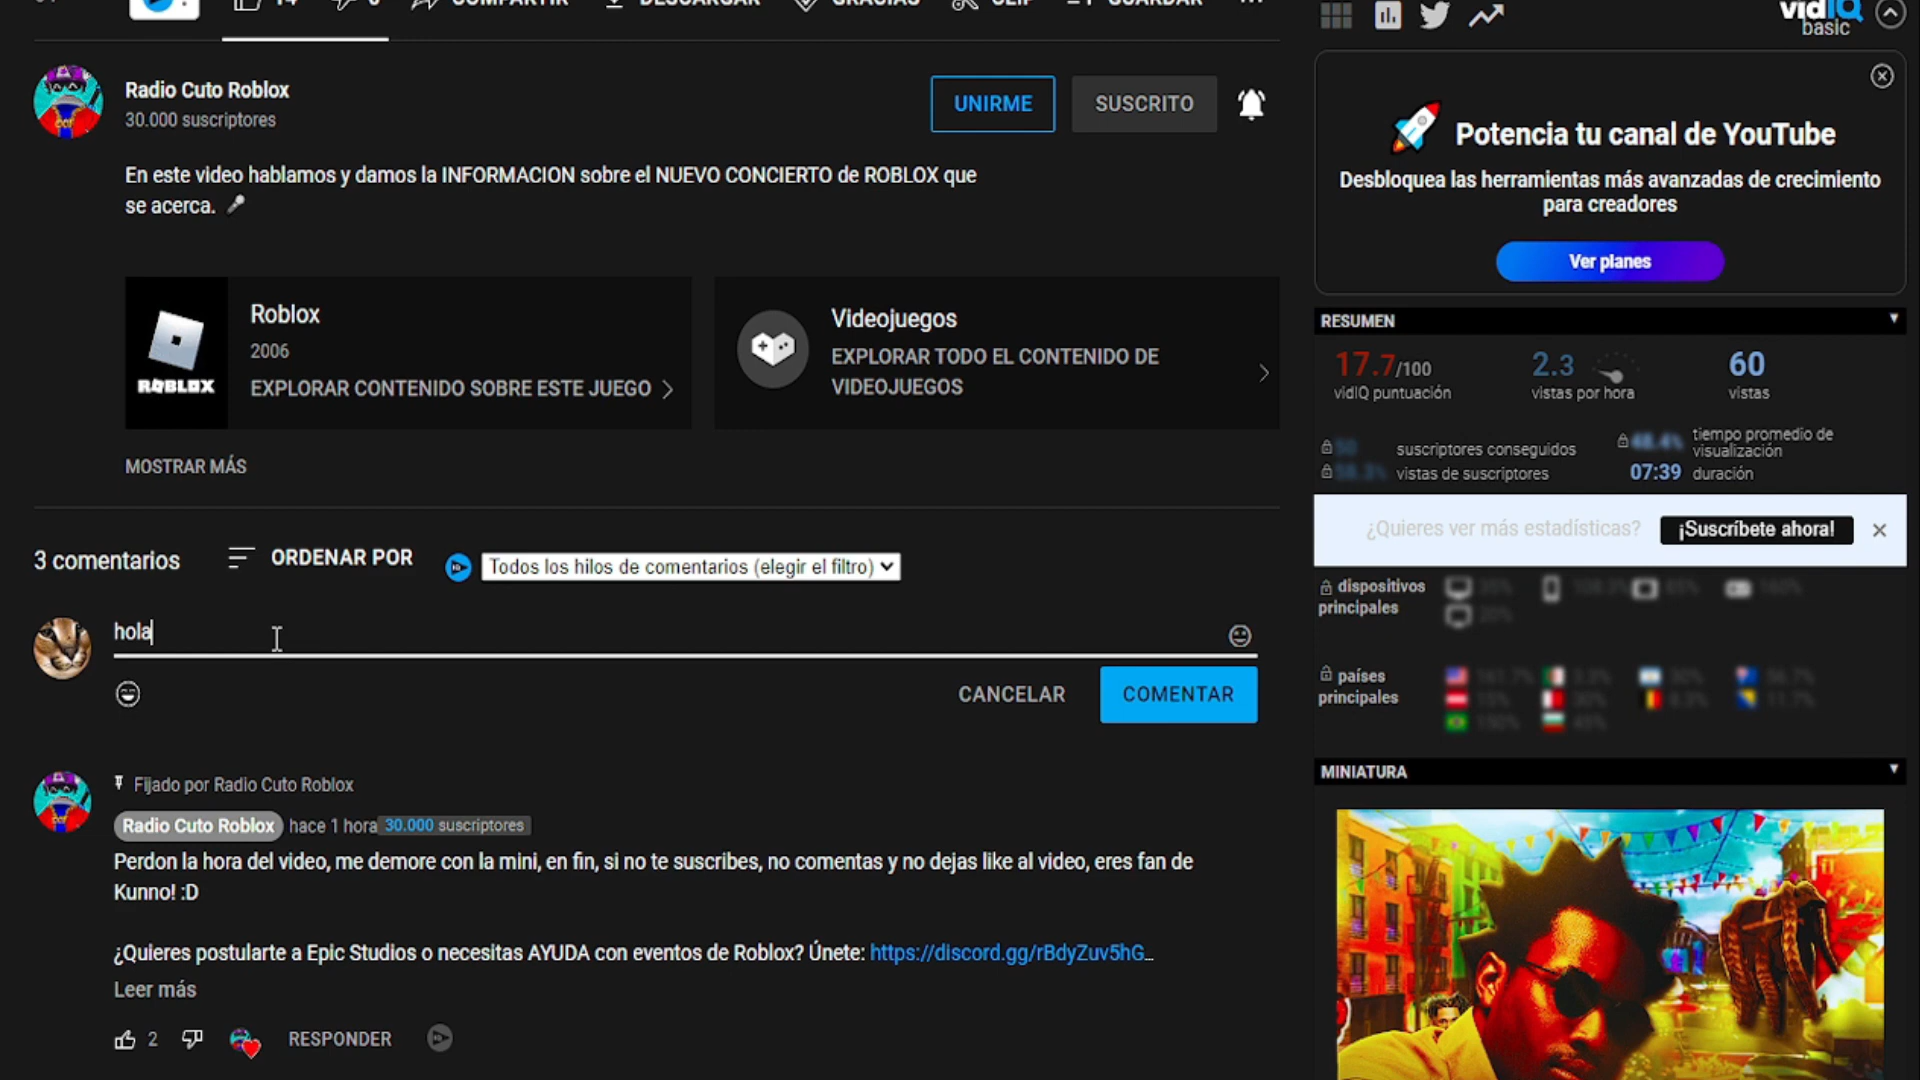 14
COMPARTIR
DESCARGAR
GRACIAS
CLIP
GUARDAR
Radio Cuto Roblox
30.000 suscriptores
UNIRME
SUSCRITO
En este video hablamos y damos la INFORMACION sobre el NUEVO CONCIERTO de ROBLOX que
se acerca.
ROBLOX
Roblox
2006
EXPLORAR CONTENIDO SOBRE ESTE JUEGO
Videojuegos
EXPLORAR TODO EL CONTENIDO DE
VIDEOJUEGOS
MOSTRAR MÁS
3 comentarios
ORDENAR POR
Todos los hilos de comentarios (elegir el filtro)
hola
CANCELAR
COMENTAR
Fijado por Radio Cuto Roblox
Radio Cuto Roblox hace 1 hora 30.000 suscriptores
Perdon la hora del video, me demore con la mini, en fin, si no te suscribes, no comentas y no dejas like al video, eres fan de
Kunno! :D
¿Quieres postularte a Epic Studios o necesitas AYUDA con eventos de Roblox? Únete: https://discord.gg/rBdyZuv5hG...
Leer más
2
RESPONDER
vidIQ
basic
Potencia tu canal de YouTube
Desbloquea las herramientas más avanzadas de crecimiento
para creadores
Ver planes
RESUMEN
17.7/100
vidIQ puntuación
2.3
vistas por hora
60
vistas
suscriptores conseguidos
vistas de suscriptores
tiempo promedio de
visualización
07:39 duración
¿Quieres ver más estadísticas?
¡Suscríbete ahora!
dispositivos
principales
países
principales
MINIATURA